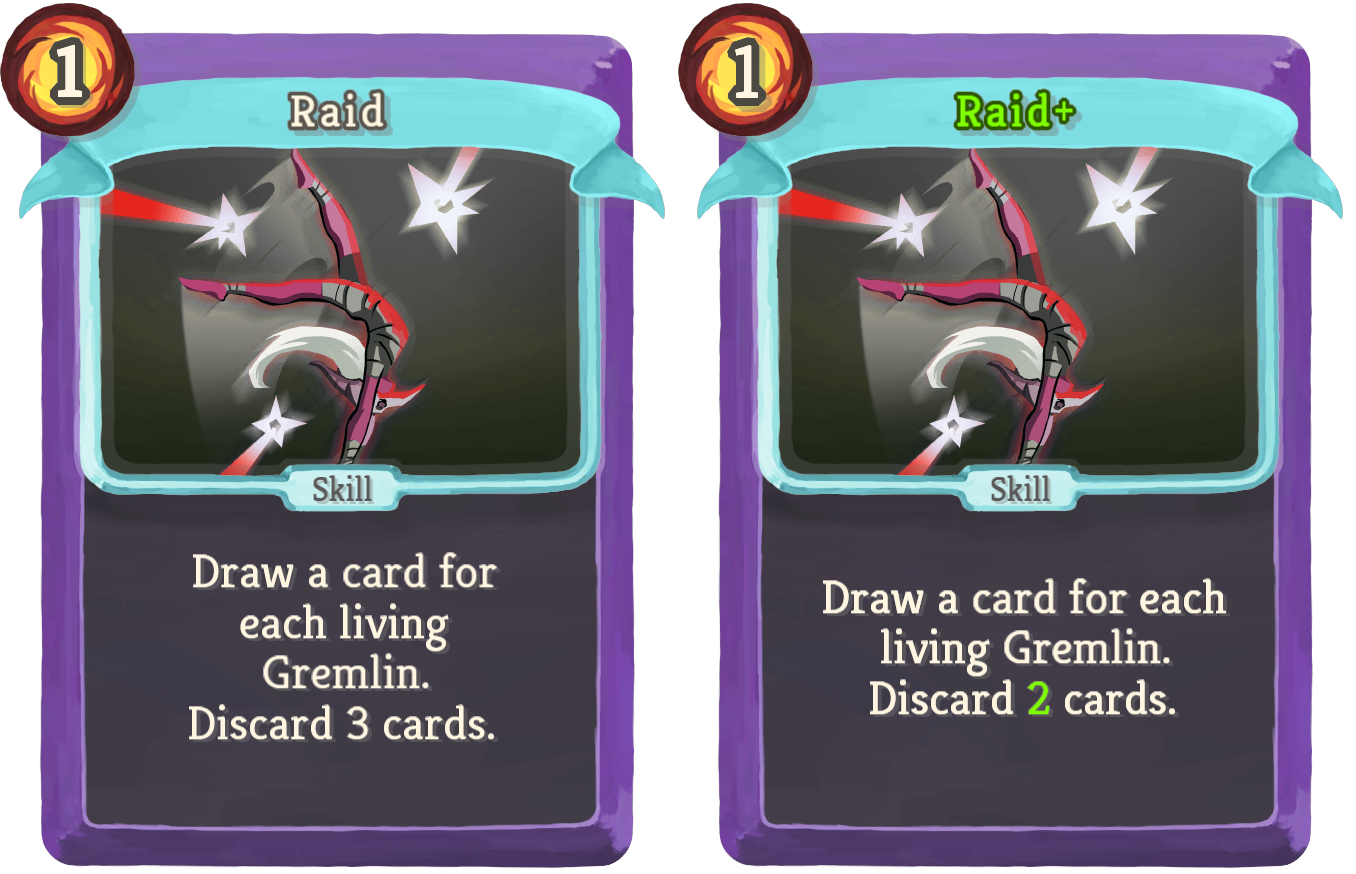 1
Raid
Skill
Draw a card for
each living
Gremlin.
Discard 3 cards.
1
Raid+
Skill
Draw a card for each
living Gremlin.
Discard 2 cards.